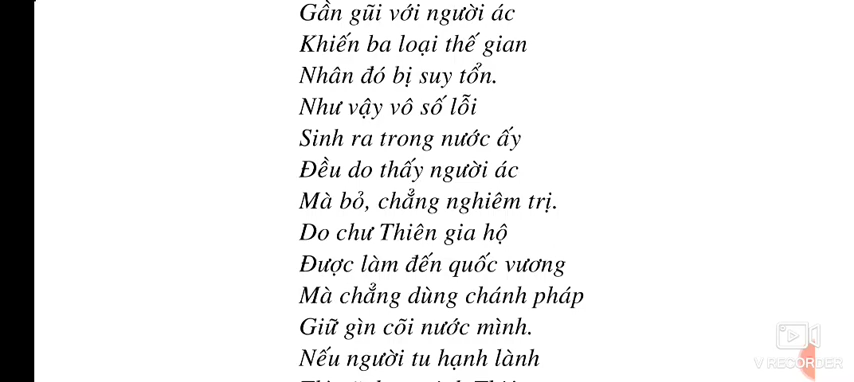 Gần gũi với người ác
Khiến ba loại thế gian
Nhân đó bị suy tổn.
Như vậy vô số lỗi
Sinh ra trong nước ấy
Đều do thấy người ác
Mà bỏ, chẳng nghiêm trị.
Do chư Thiên gia hộ
Được làm đến quốc vương
Mà chẳng dùng chánh pháp
Giữ gìn cõi nước mình.
Nếu người tu hạnh lành
V RECORDER